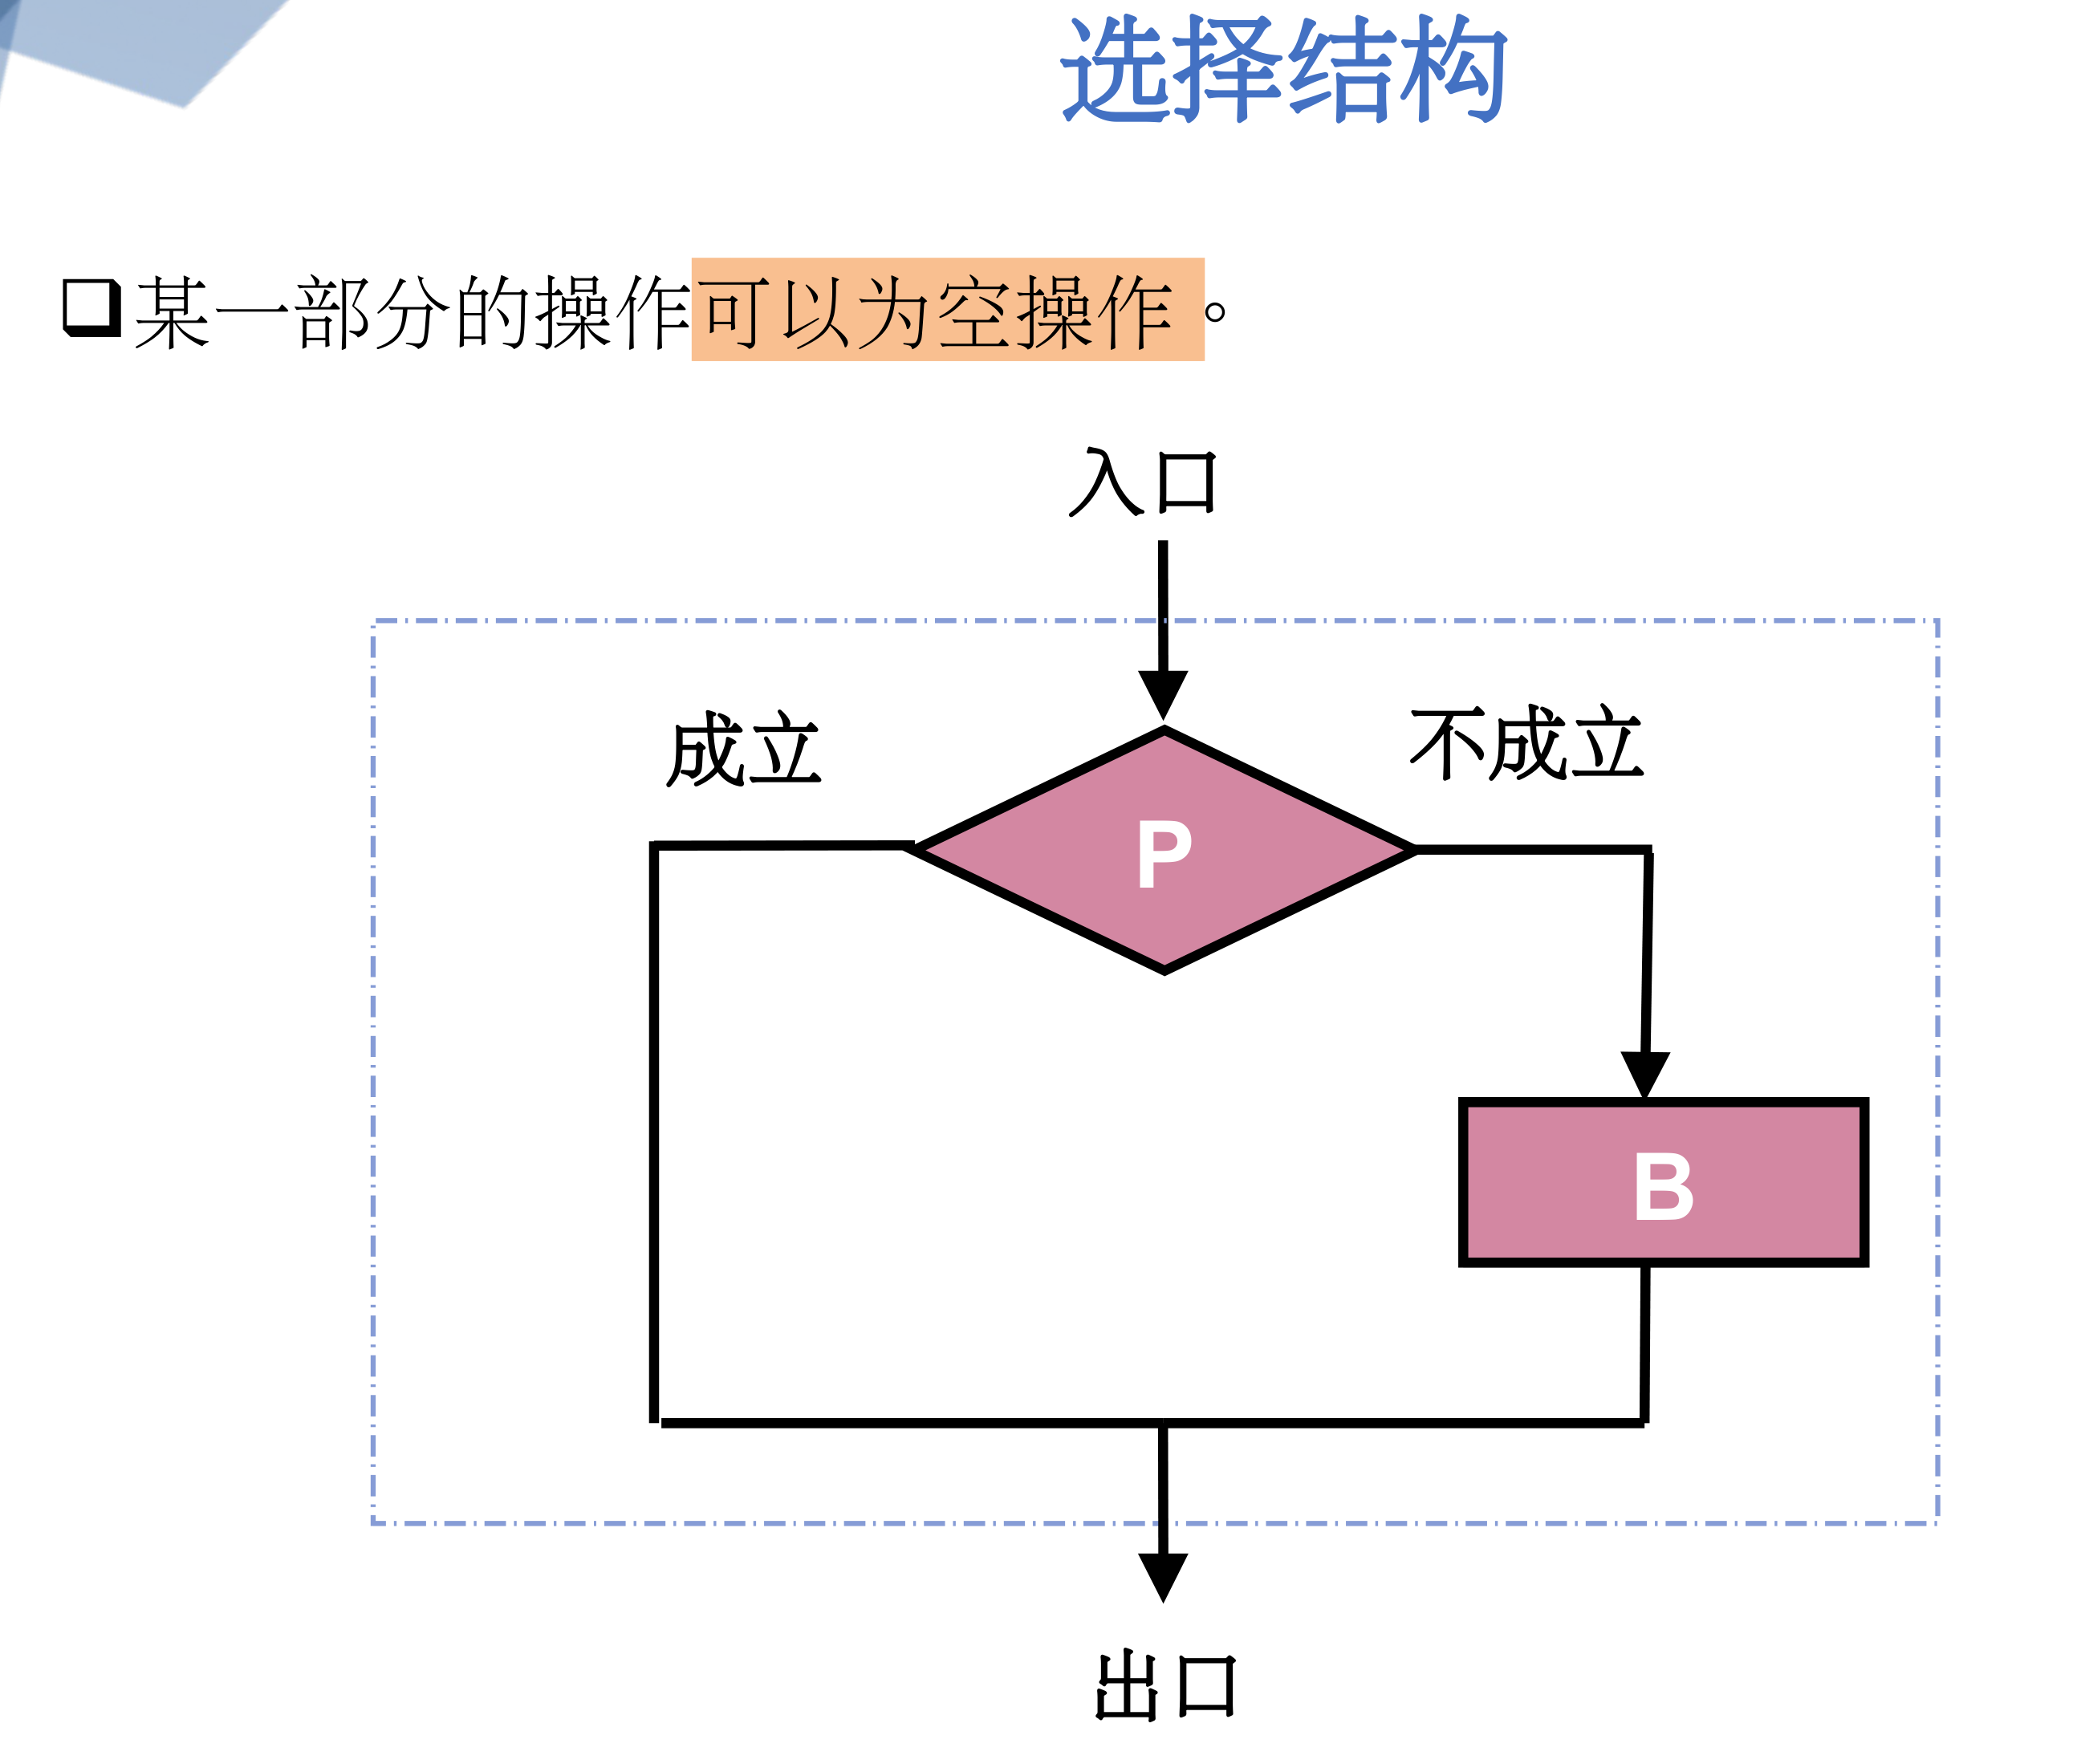 选择结构
某一部分的操作可以为空操作。
入口
成立
不成立
P
B
出口